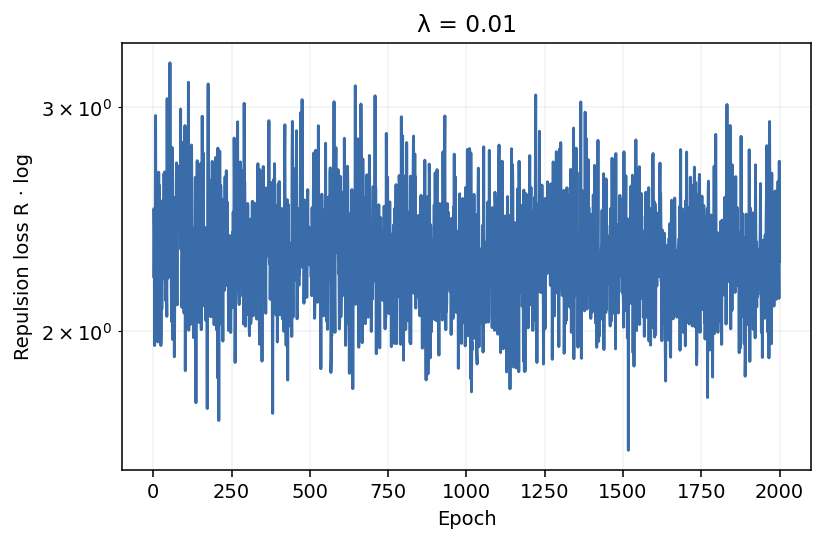 λ = 0.01
3 × 10⁰
2 × 10⁰
Repulsion loss R · log
0 250 500 750 1000 1250 1500 1750 2000
Epoch